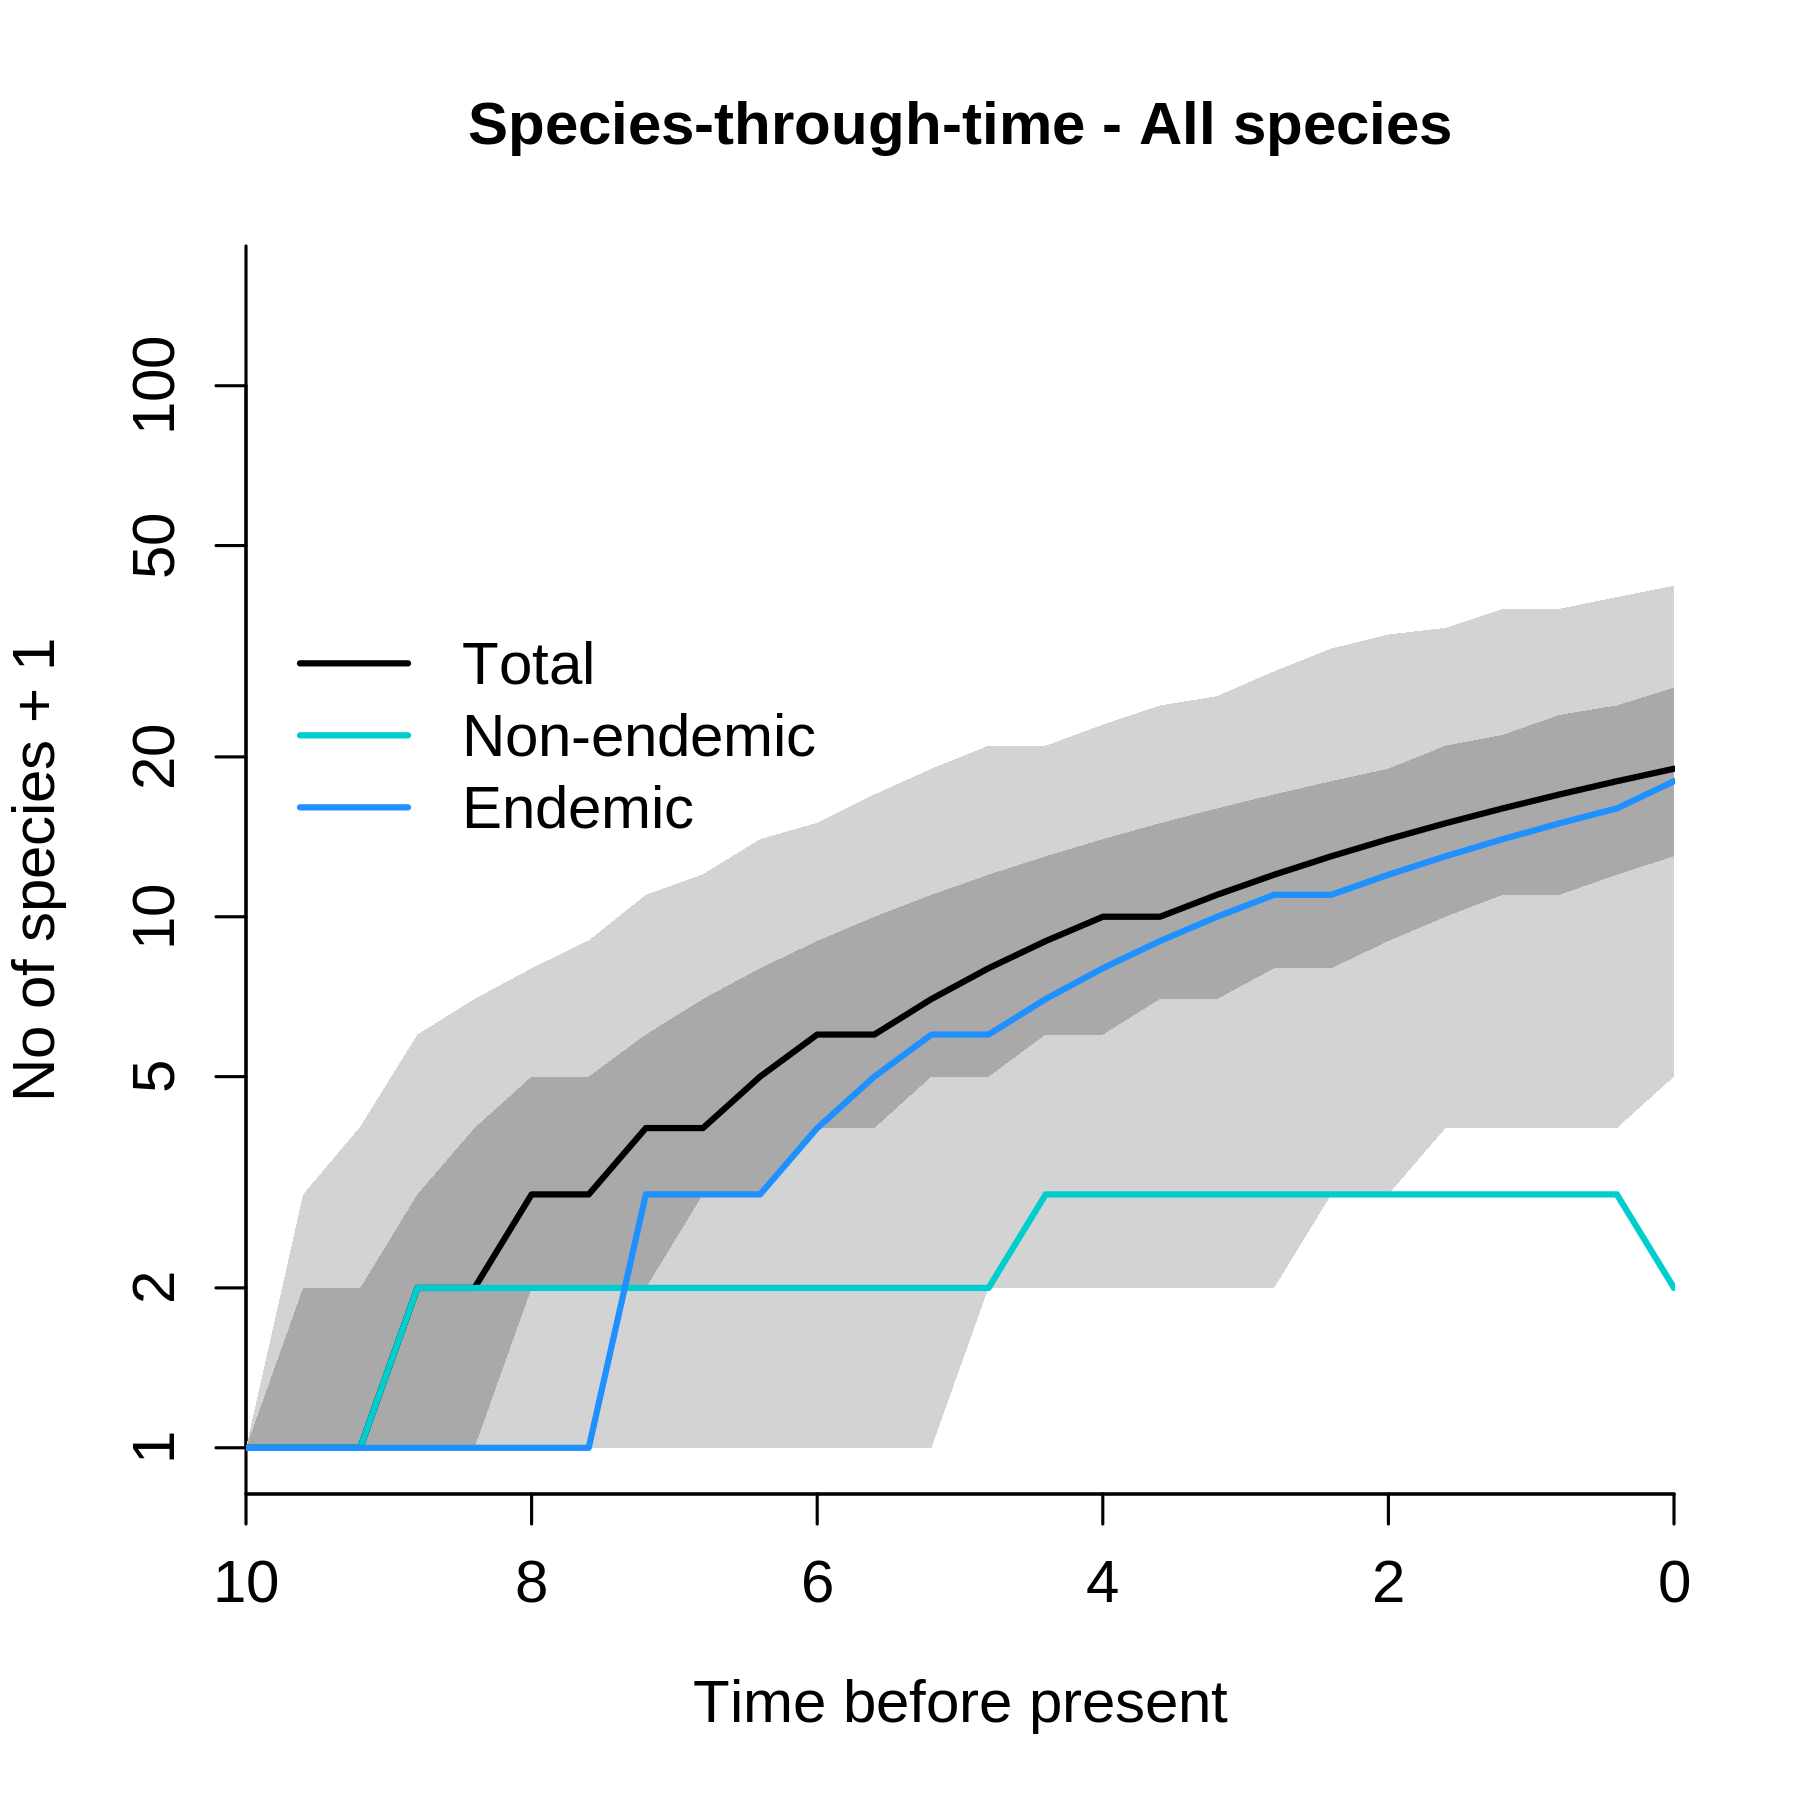 Species-through-time - All species
No of species + 1
100
50
20
10
5
2
1
Total
Non-endemic
Endemic
10 8 6 4 2 0
Time before present